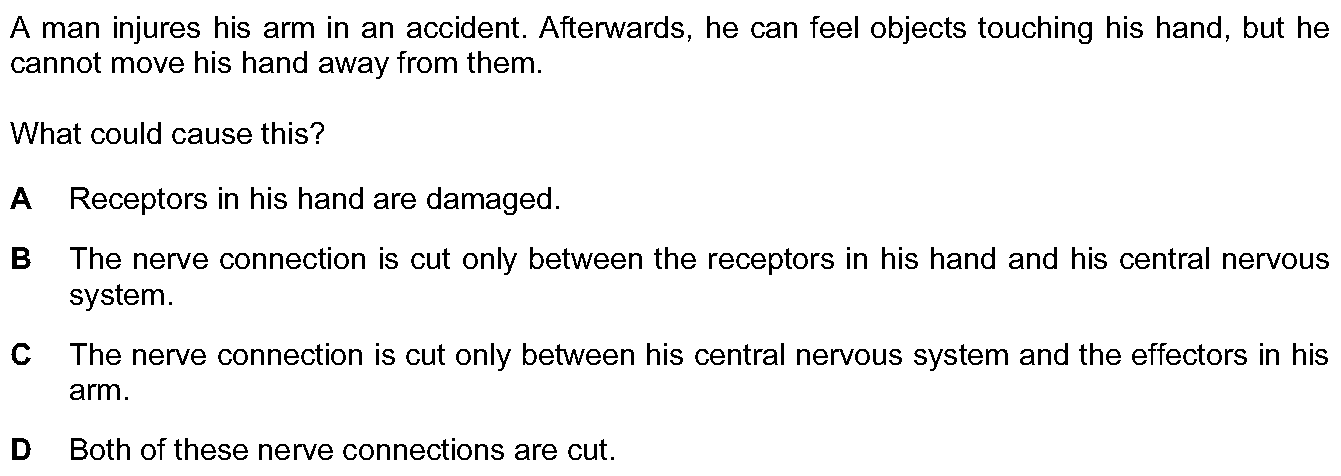 A man injures his arm in an accident. Afterwards, he can feel objects touching his hand, but he
cannot move his hand away from them.
What could cause this?
A Receptors in his hand are damaged.
B The nerve connection is cut only between the receptors in his hand and his central nervous
system.
C The nerve connection is cut only between his central nervous system and the effectors in his
arm.
D Both of these nerve connections are cut.